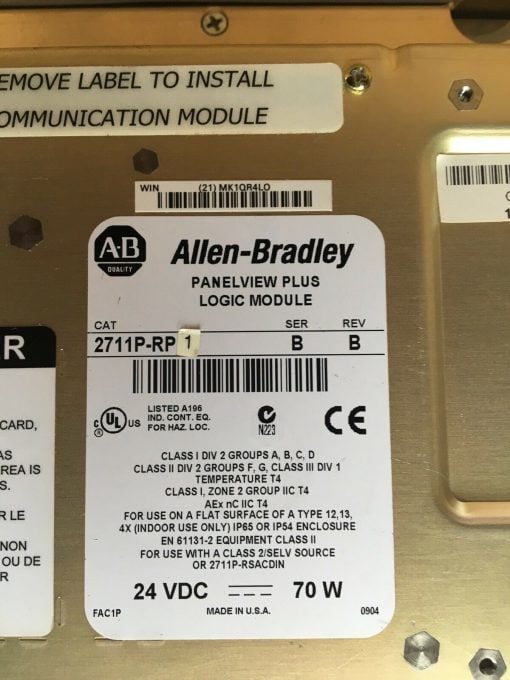 EMOVE LABEL TO INSTALL
OMMUNICATION MODULE
WIN (21) MK1QR4LO
A-B
QUALITY
Allen-Bradley
PANELVIEW PLUS
LOGIC MODULE
CAT SER REV
2711P-RP 1 B B
C UL US
®
LISTED A196
IND. CONT. EQ.
FOR HAZ. LOC.
N223
CE
CLASS I DIV 2 GROUPS A, B, C, D
CLASS II DIV 2 GROUPS F, G, CLASS III DIV 1
TEMPERATURE T4
CLASS I, ZONE 2 GROUP IIC T4
AEx nC IIC T4
FOR USE ON A FLAT SURFACE OF A TYPE 12,13,
4X (INDOOR USE ONLY) IP65 OR IP54 ENCLOSURE
EN 61131-2 EQUIPMENT CLASS II
FOR USE WITH A CLASS 2/SELV SOURCE
OR 2711P-RSACDIN
24 VDC 70 W
FAC1P MADE IN U.S.A. 0904
R
CARD,
AS
REA IS
S.
R LE
NON
OU DE
R
1